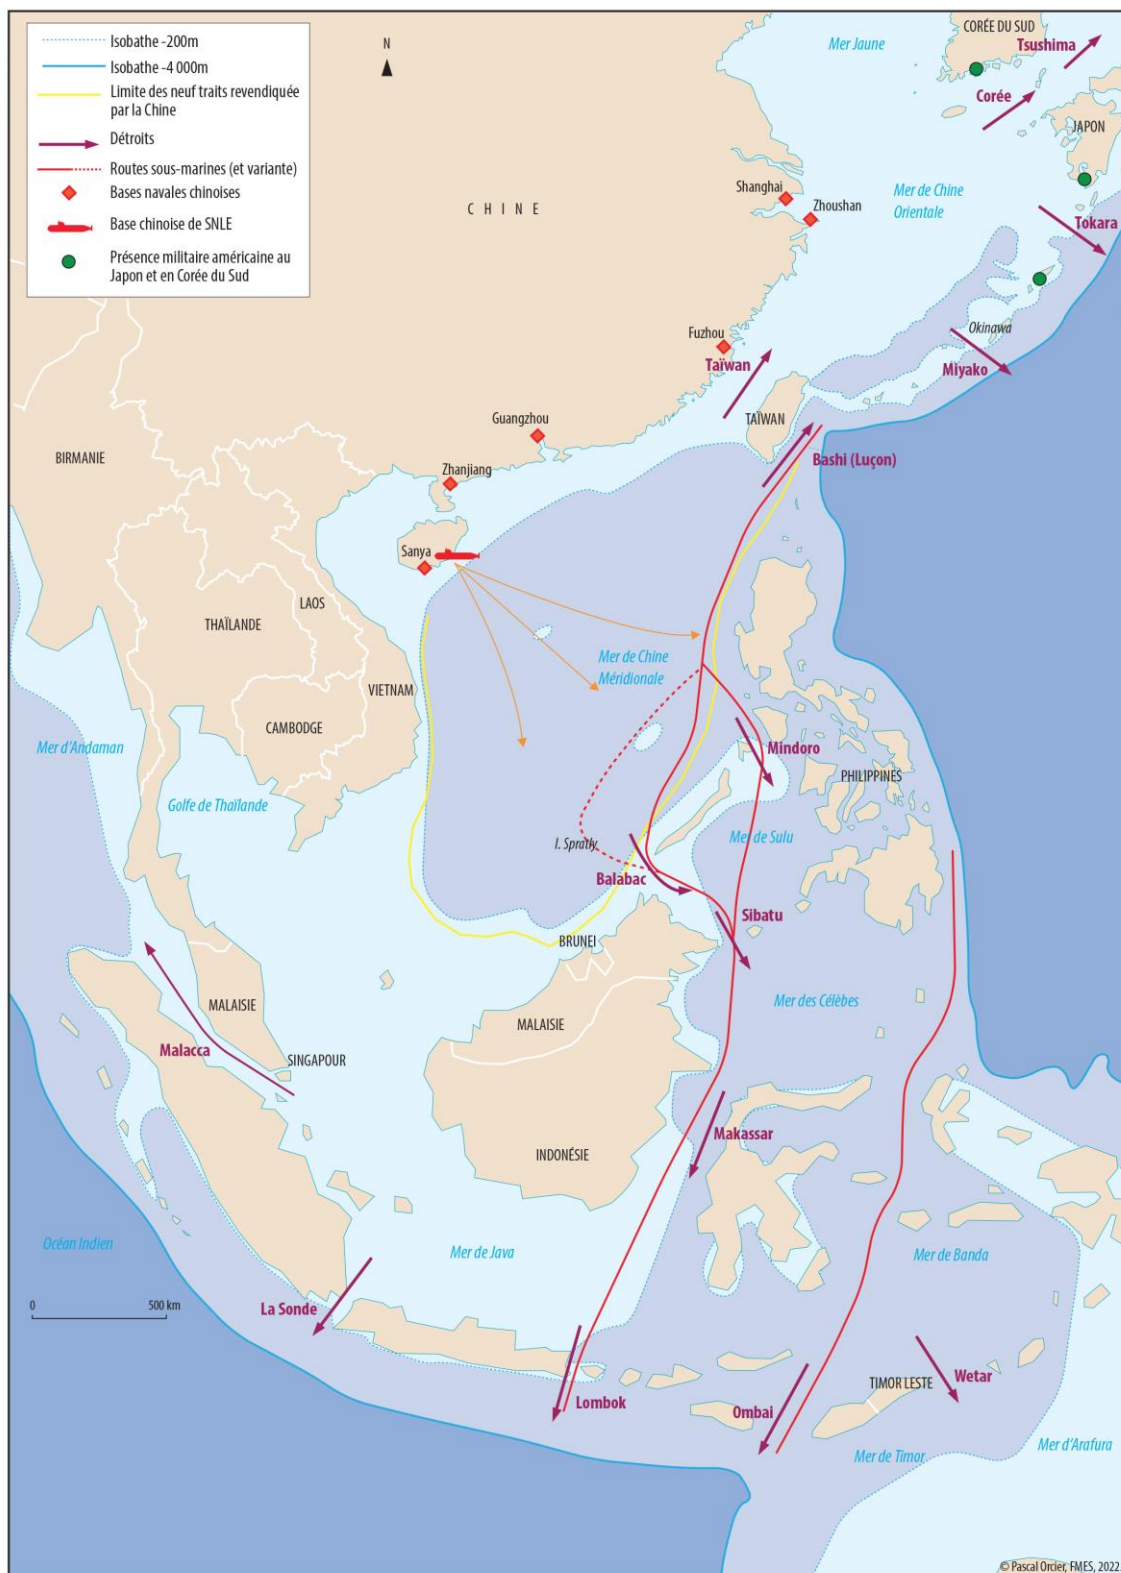 Isobathe -200m
Isobathe -4 000m
Limite des neuf traits revendiquée
par la Chine
Détroits
Routes sous-marines (et variante)
Bases navales chinoises
Base chinoise de SNLE
Présence militaire américaine au
Japon et en Corée du Sud
N
Mer Jaune
CORÉE DU SUD
Tsushima
Corée
JAPON
CHINE
Shanghai
Zhoushan
Mer de Chine
Orientale
Tokara
Okinawa
Miyako
Fuzhou
Taïwan
TAÏWAN
Bashi (Luçon)
Guangzhou
Zhanjiang
BIRMANIE
Sanya
LAOS
THAÏLANDE
VIETNAM
CAMBODGE
Mer de Chine
Méridionale
Mer d'Andaman
Golfe de Thaïlande
Mindoro
PHILIPPINES
Mer de Sulu
I. Spratly
Balabac
Sibatu
BRUNEI
Mer des Célèbes
MALAISIE
MALAISIE
SINGAPOUR
Malacca
Makassar
INDONÉSIE
Océan Indien
Mer de Java
Mer de Banda
0
500 km
La Sonde
Lombok
Ombai
TIMOR LESTE
Wetar
Mer de Timor
Mer d'Arafura
© Pascal Orcier, FMES, 2022